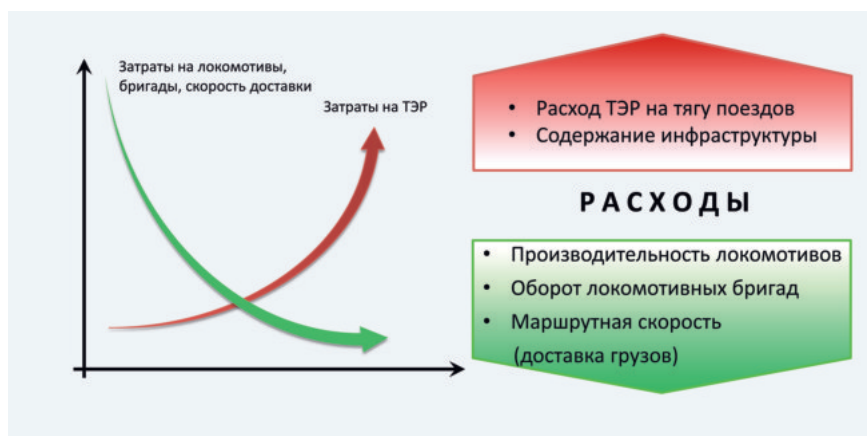 Затраты на локомотивы,
бригады, скорость доставки
Затраты на ТЭР
• Расход ТЭР на тягу поездов
• Содержание инфраструктуры
РАСХОДЫ
• Производительность локомотивов
• Оборот локомотивных бригад
• Маршрутная скорость
(доставка грузов)